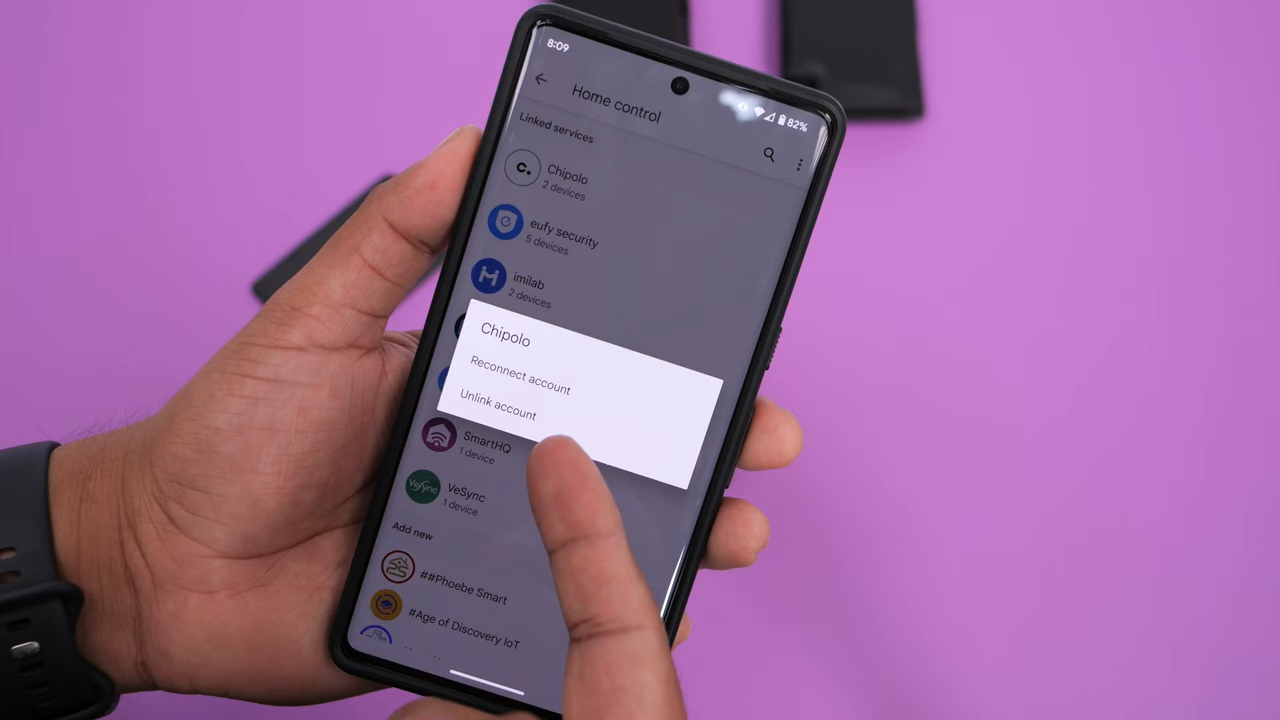 8:09
82%
Home control
Linked services
c.
Chipolo
2 devices
eufy security
5 devices
imilab
2 devices
Chipolo
Reconnect account
Unlink account
SmartHQ
1 device
VeSync
VeSync
1 device
Add new
##Phoebe Smart
#Age of Discovery IoT